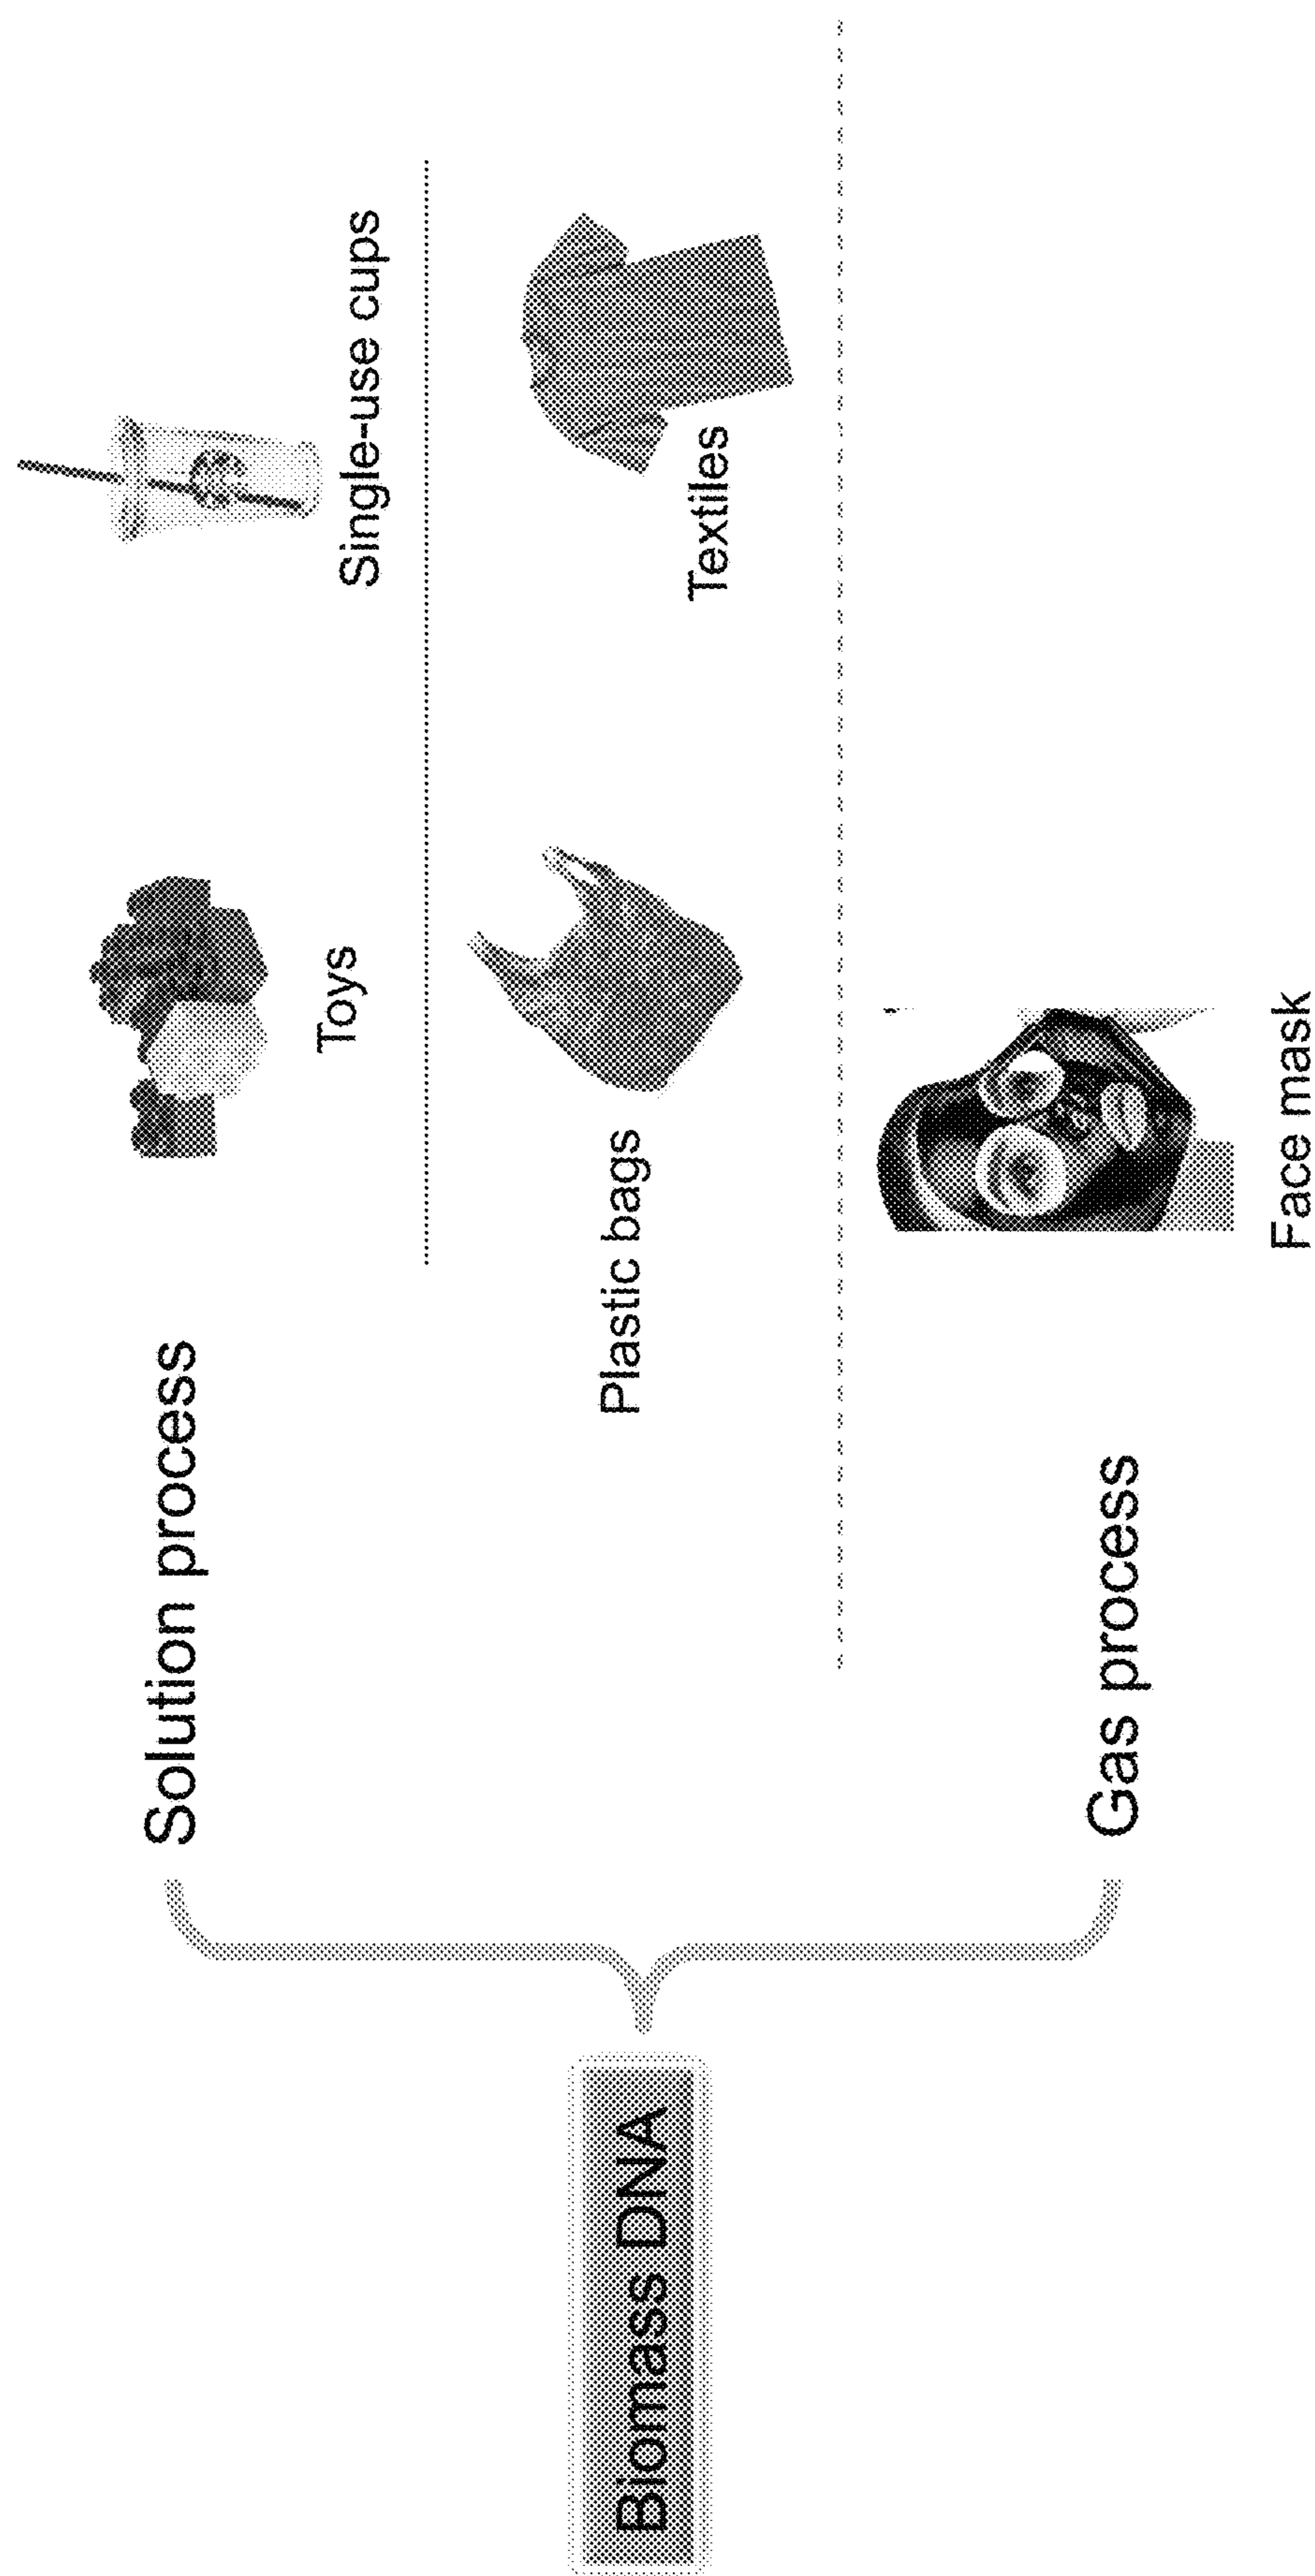 Biomass DNA
Solution process
Toys
Single-use cups
Plastic bags
Textiles
Gas process
Face mask